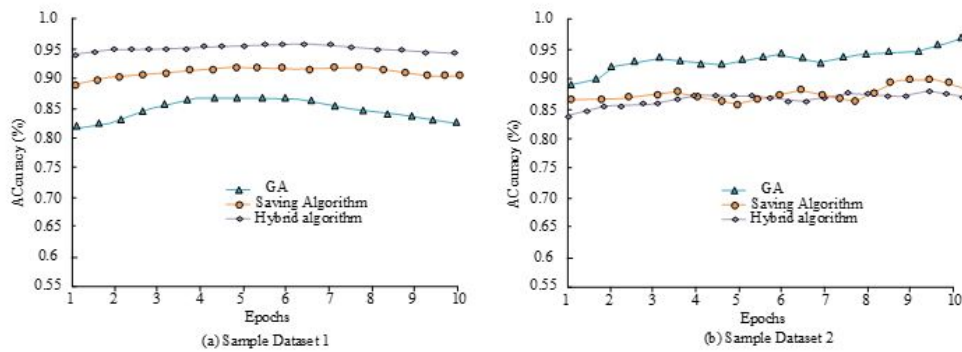 1.0
0.95
0.90
0.85
0.80
0.75
0.70
0.65
0.6
0.55
ACcuracy (%)
GA
Saving Algorithm
Hybrid algorithm
1 2 3 4 5 6 7 8 9 10
Epochs
(a) Sample Dataset 1
1.0
0.95
0.90
0.85
0.80
0.75
0.70
0.65
0.6
0.55
ACcuracy (%)
GA
Saving Algorithm
Hybrid algorithm
1 2 3 4 5 6 7 8 9 10
Epochs
(b) Sample Dataset 2